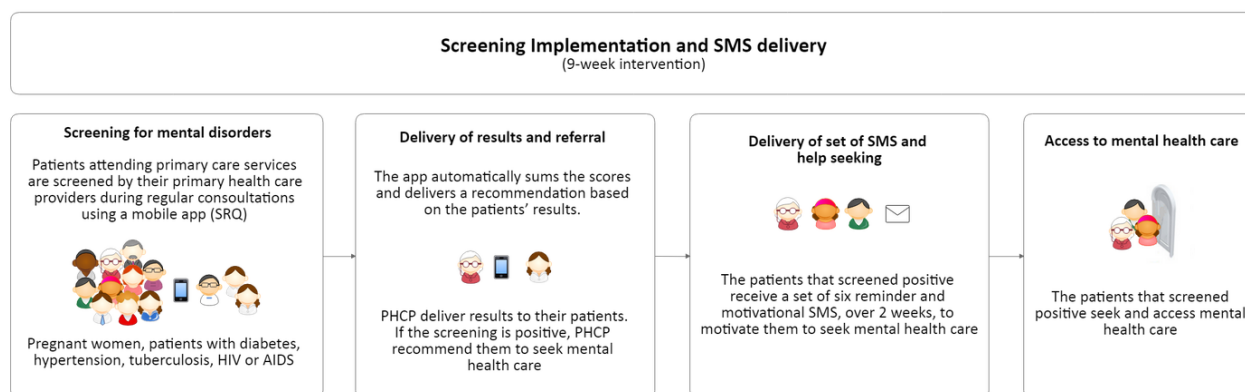 Screening Implementation and SMS delivery
(9-week intervention)
Screening for mental disorders
Patients attending primary care services
are screened by their primary health care
providers during regular consoultations
using a mobile app (SRQ)
Pregnant women, patients with diabetes,
hypertension, tuberculosis, HIV or AIDS
Delivery of results and referral
The app automatically sums the scores
and delivers a recommendation based
on the patients’ results.
PHCP deliver results to their patients.
If the screening is positive, PHCP
recommend them to seek mental
health care
Delivery of set of SMS and
help seeking
The patients that screened positive
receive a set of six reminder and
motivational SMS, over 2 weeks, to
motivate them to seek mental health care
Access to mental health care
The patients that screened
positive seek and access mental
health care